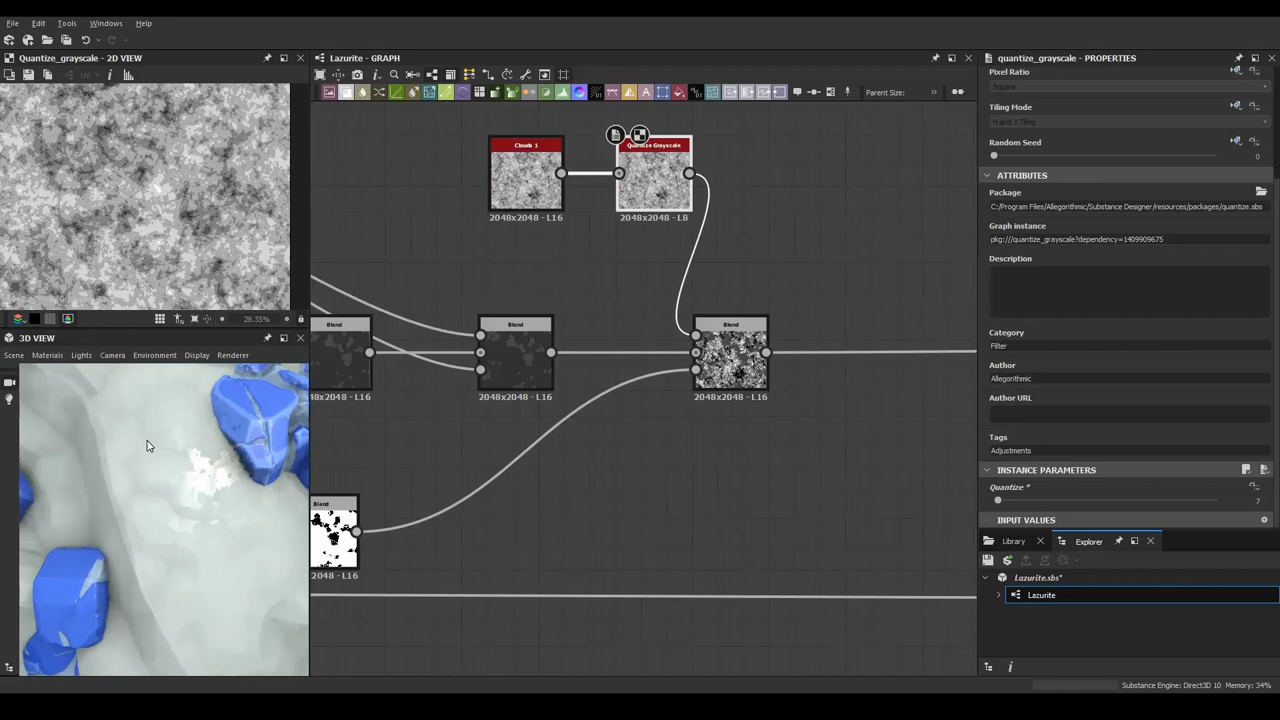 File Edit Tools Windows Help
Quantize_grayscale - 2D VIEW
28.35%
3D VIEW
Scene Materials Lights Camera Environment Display Renderer
Lazurite - GRAPH
Parent Size:
Clouds 1
2048x2048 - L16
Quantize Grayscale
2048x2048 - L8
Blend
48x2048 - L16
Blend
2048x2048 - L16
Blend
2048x2048 - L16
Blend
2048 - L16
quantize_grayscale - PROPERTIES
Pixel Ratio
Square
Tiling Mode
H and V Tiling
Random Seed
0
ATTRIBUTES
Package
C:/Program Files/Allegorithmic/Substance Designer/resources/packages/quantize.sbs
Graph instance
pkg:///quantize_grayscale?dependency=1409909675
Description
Category
Filter
Author
Allegorithmic
Author URL
Tags
Adjustments
INSTANCE PARAMETERS
Quantize *
7
INPUT VALUES
Library Explorer
Lazurite.sbs*
Lazurite
Substance Engine: Direct3D 10 Memory: 34%